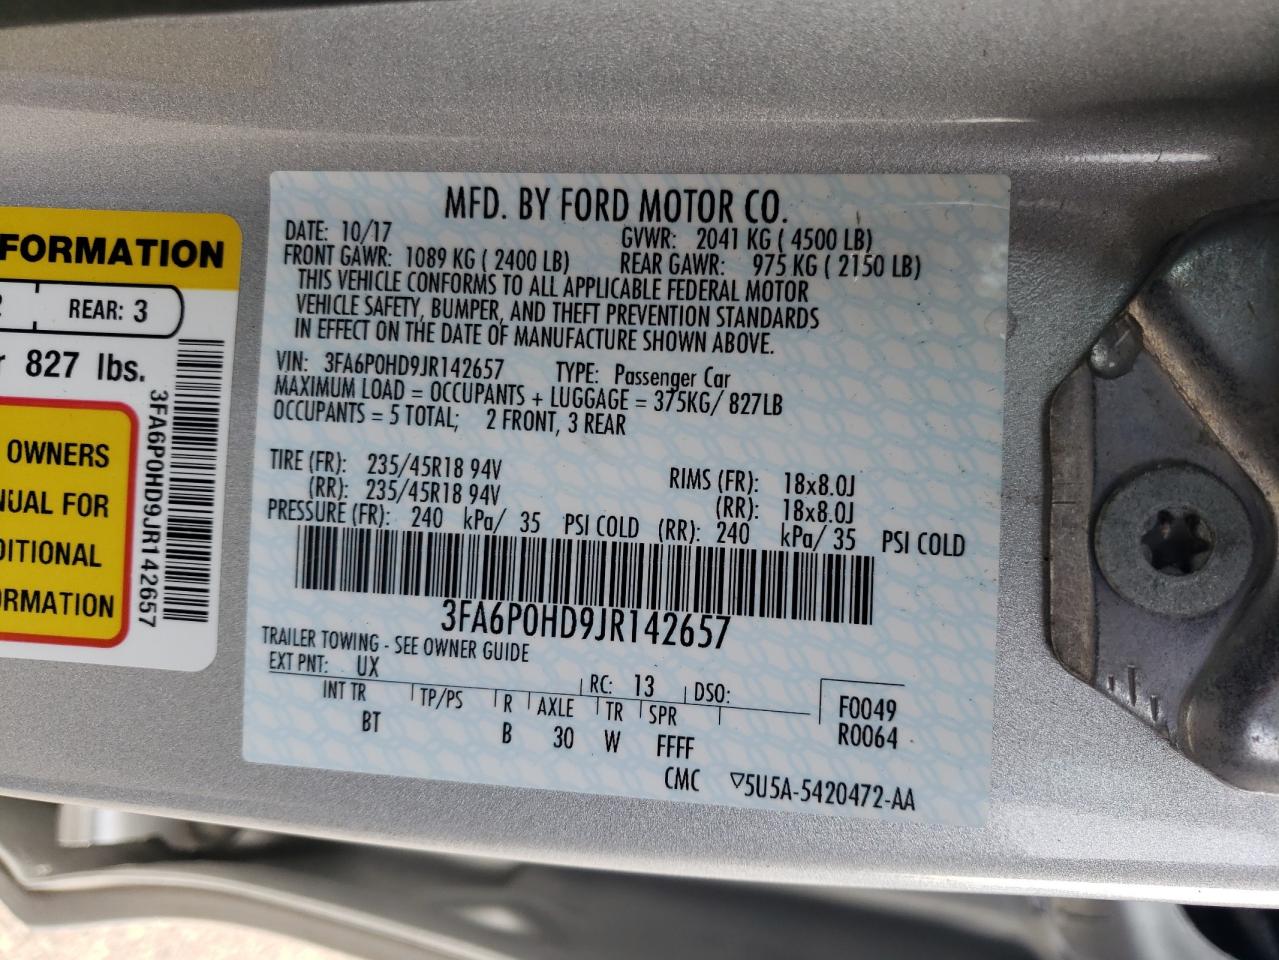 MFD. BY FORD MOTOR CO.
DATE: 10/17 GVWR: 2041 KG ( 4500 LB)
FRONT GAWR: 1089 KG ( 2400 LB) REAR GAWR: 975 KG ( 2150 LB)
THIS VEHICLE CONFORMS TO ALL APPLICABLE FEDERAL MOTOR
VEHICLE SAFETY, BUMPER, AND THEFT PREVENTION STANDARDS
IN EFFECT ON THE DATE OF MANUFACTURE SHOWN ABOVE.
VIN: 3FA6P0HD9JR142657 TYPE: Passenger Car
MAXIMUM LOAD = OCCUPANTS + LUGGAGE = 375KG/ 827LB
OCCUPANTS = 5 TOTAL; 2 FRONT, 3 REAR
TIRE (FR): 235/45R18 94V RIMS (FR): 18x8.0J
(RR): 235/45R18 94V (RR): 18x8.0J
PRESSURE (FR): 240 kPa/ 35 PSI COLD (RR): 240 kPa/ 35 PSI COLD
3FA6P0HD9JR142657
TRAILER TOWING - SEE OWNER GUIDE
EXT PNT: UX RC: 13 DSO:
INT TR TP/PS R AXLE TR SPR F0049
BT B 30 W FFFF R0064
CMC ▽5U5A-5420472-AA
FORMATION
REAR: 3
827 lbs.
OWNERS
NUAL FOR
DITIONAL
ORMATION
3FA6P0HD9JR142657